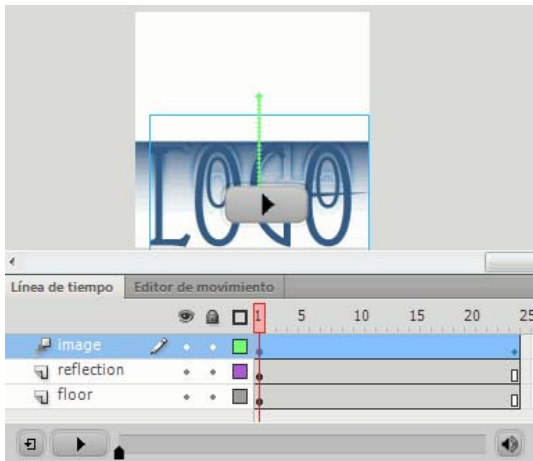 LOGO
Línea de tiempo Editor de movimiento
1 5 10 15 20 25
image
reflection
floor